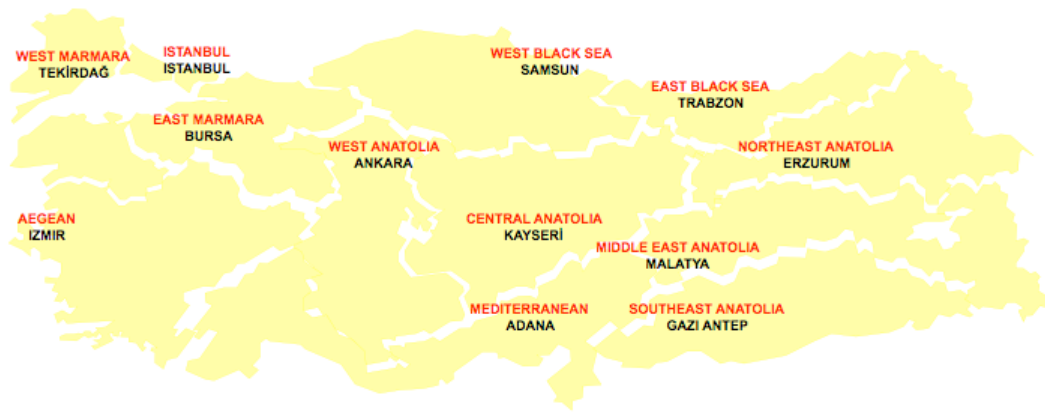 WEST MARMARA
TEKİRDAĞ
ISTANBUL
ISTANBUL
WEST BLACK SEA
SAMSUN
EAST BLACK SEA
TRABZON
EAST MARMARA
BURSA
WEST ANATOLIA
ANKARA
NORTHEAST ANATOLIA
ERZURUM
AEGEAN
IZMIR
CENTRAL ANATOLIA
KAYSERİ
MIDDLE EAST ANATOLIA
MALATYA
MEDITERRANEAN
ADANA
SOUTHEAST ANATOLIA
GAZI ANTEP